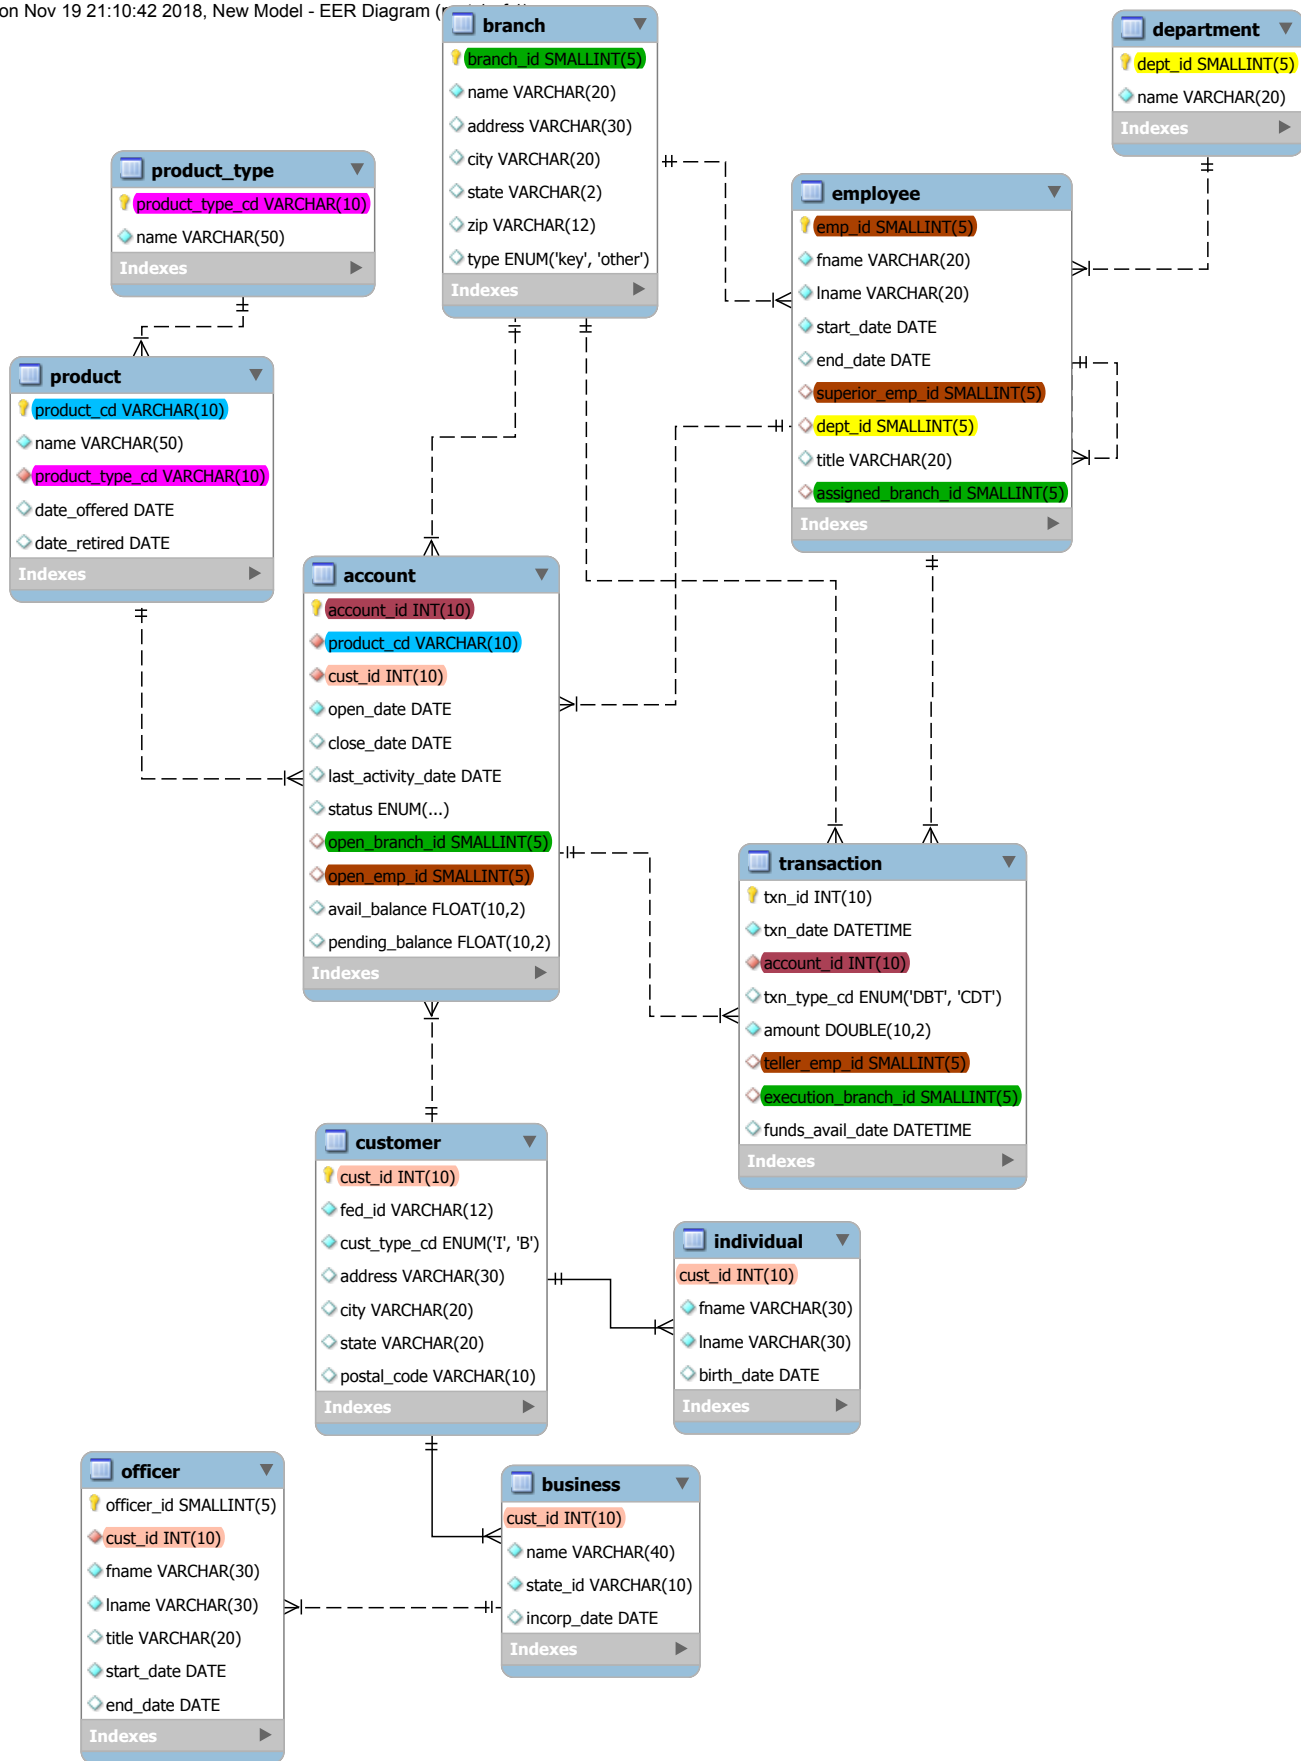 on Nov 19 21:10:42 2018, New Model - EER Diagram (
branch
branch_id SMALLINT(5)
name VARCHAR(20)
address VARCHAR(30)
city VARCHAR(20)
state VARCHAR(2)
zip VARCHAR(12)
type ENUM('key', 'other')
Indexes
department
dept_id SMALLINT(5)
name VARCHAR(20)
Indexes
product_type
product_type_cd VARCHAR(10)
name VARCHAR(50)
Indexes
employee
emp_id SMALLINT(5)
fname VARCHAR(20)
lname VARCHAR(20)
start_date DATE
end_date DATE
superior_emp_id SMALLINT(5)
dept_id SMALLINT(5)
title VARCHAR(20)
assigned_branch_id SMALLINT(5)
Indexes
product
product_cd VARCHAR(10)
name VARCHAR(50)
product_type_cd VARCHAR(10)
date_offered DATE
date_retired DATE
Indexes
account
account_id INT(10)
product_cd VARCHAR(10)
cust_id INT(10)
open_date DATE
close_date DATE
last_activity_date DATE
status ENUM(...)
open_branch_id SMALLINT(5)
open_emp_id SMALLINT(5)
avail_balance FLOAT(10,2)
pending_balance FLOAT(10,2)
Indexes
transaction
txn_id INT(10)
txn_date DATETIME
account_id INT(10)
txn_type_cd ENUM('DBT', 'CDT')
amount DOUBLE(10,2)
teller_emp_id SMALLINT(5)
execution_branch_id SMALLINT(5)
funds_avail_date DATETIME
Indexes
customer
cust_id INT(10)
fed_id VARCHAR(12)
cust_type_cd ENUM('I', 'B')
address VARCHAR(30)
city VARCHAR(20)
state VARCHAR(20)
postal_code VARCHAR(10)
Indexes
individual
cust_id INT(10)
fname VARCHAR(30)
lname VARCHAR(30)
birth_date DATE
Indexes
officer
officer_id SMALLINT(5)
cust_id INT(10)
fname VARCHAR(30)
lname VARCHAR(30)
title VARCHAR(20)
start_date DATE
end_date DATE
Indexes
business
cust_id INT(10)
name VARCHAR(40)
state_id VARCHAR(10)
incorp_date DATE
Indexes